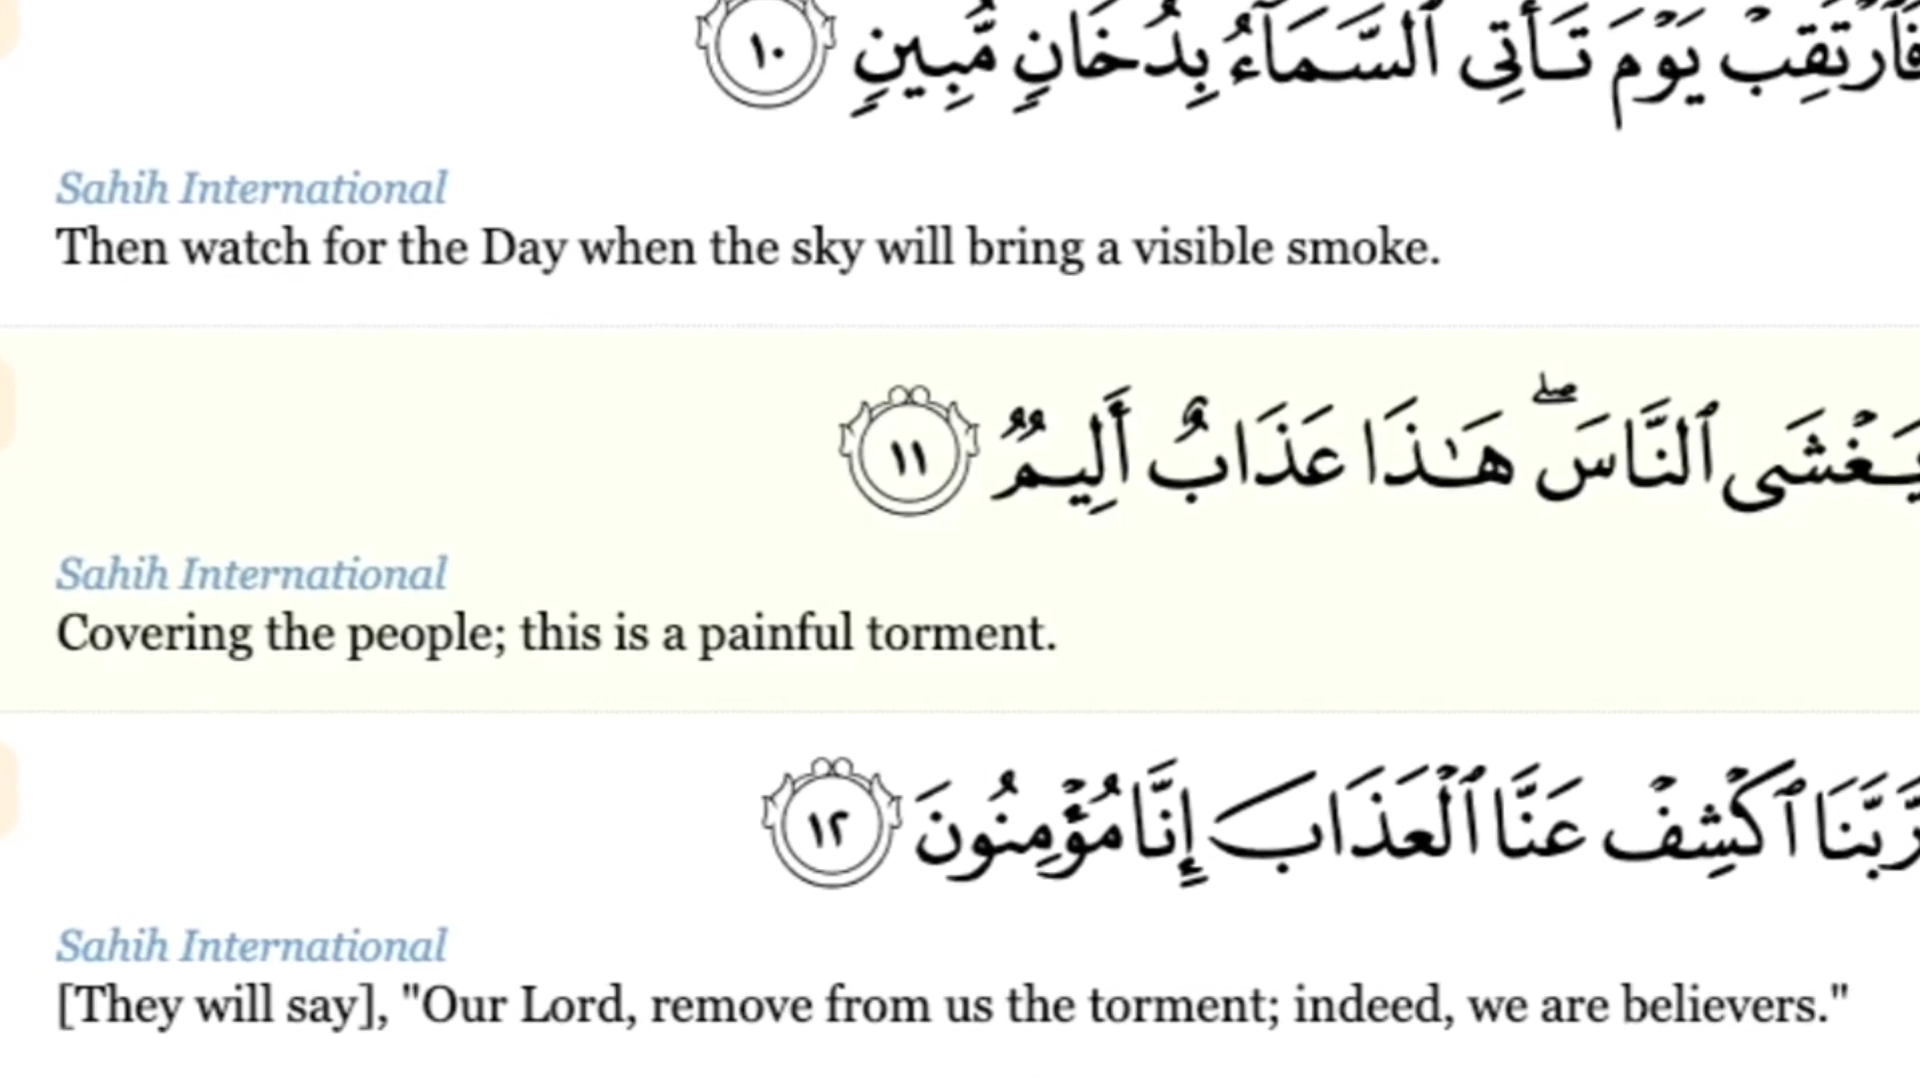 فَٱرْتَقِبْ يَوْمَ تَأْتِى ٱلسَّمَآءُ بِدُخَانٍ مُّبِينٍ ١٠
Sahih International
Then watch for the Day when the sky will bring a visible smoke.
يَغْشَى ٱلنَّاسَ ۖ هَـٰذَا عَذَابٌ أَلِيمٌ ١١
Sahih International
Covering the people; this is a painful torment.
رَّبَّنَا ٱكْشِفْ عَنَّا ٱلْعَذَابَ إِنَّا مُؤْمِنُونَ ١٢
Sahih International
[They will say], "Our Lord, remove from us the torment; indeed, we are believers."